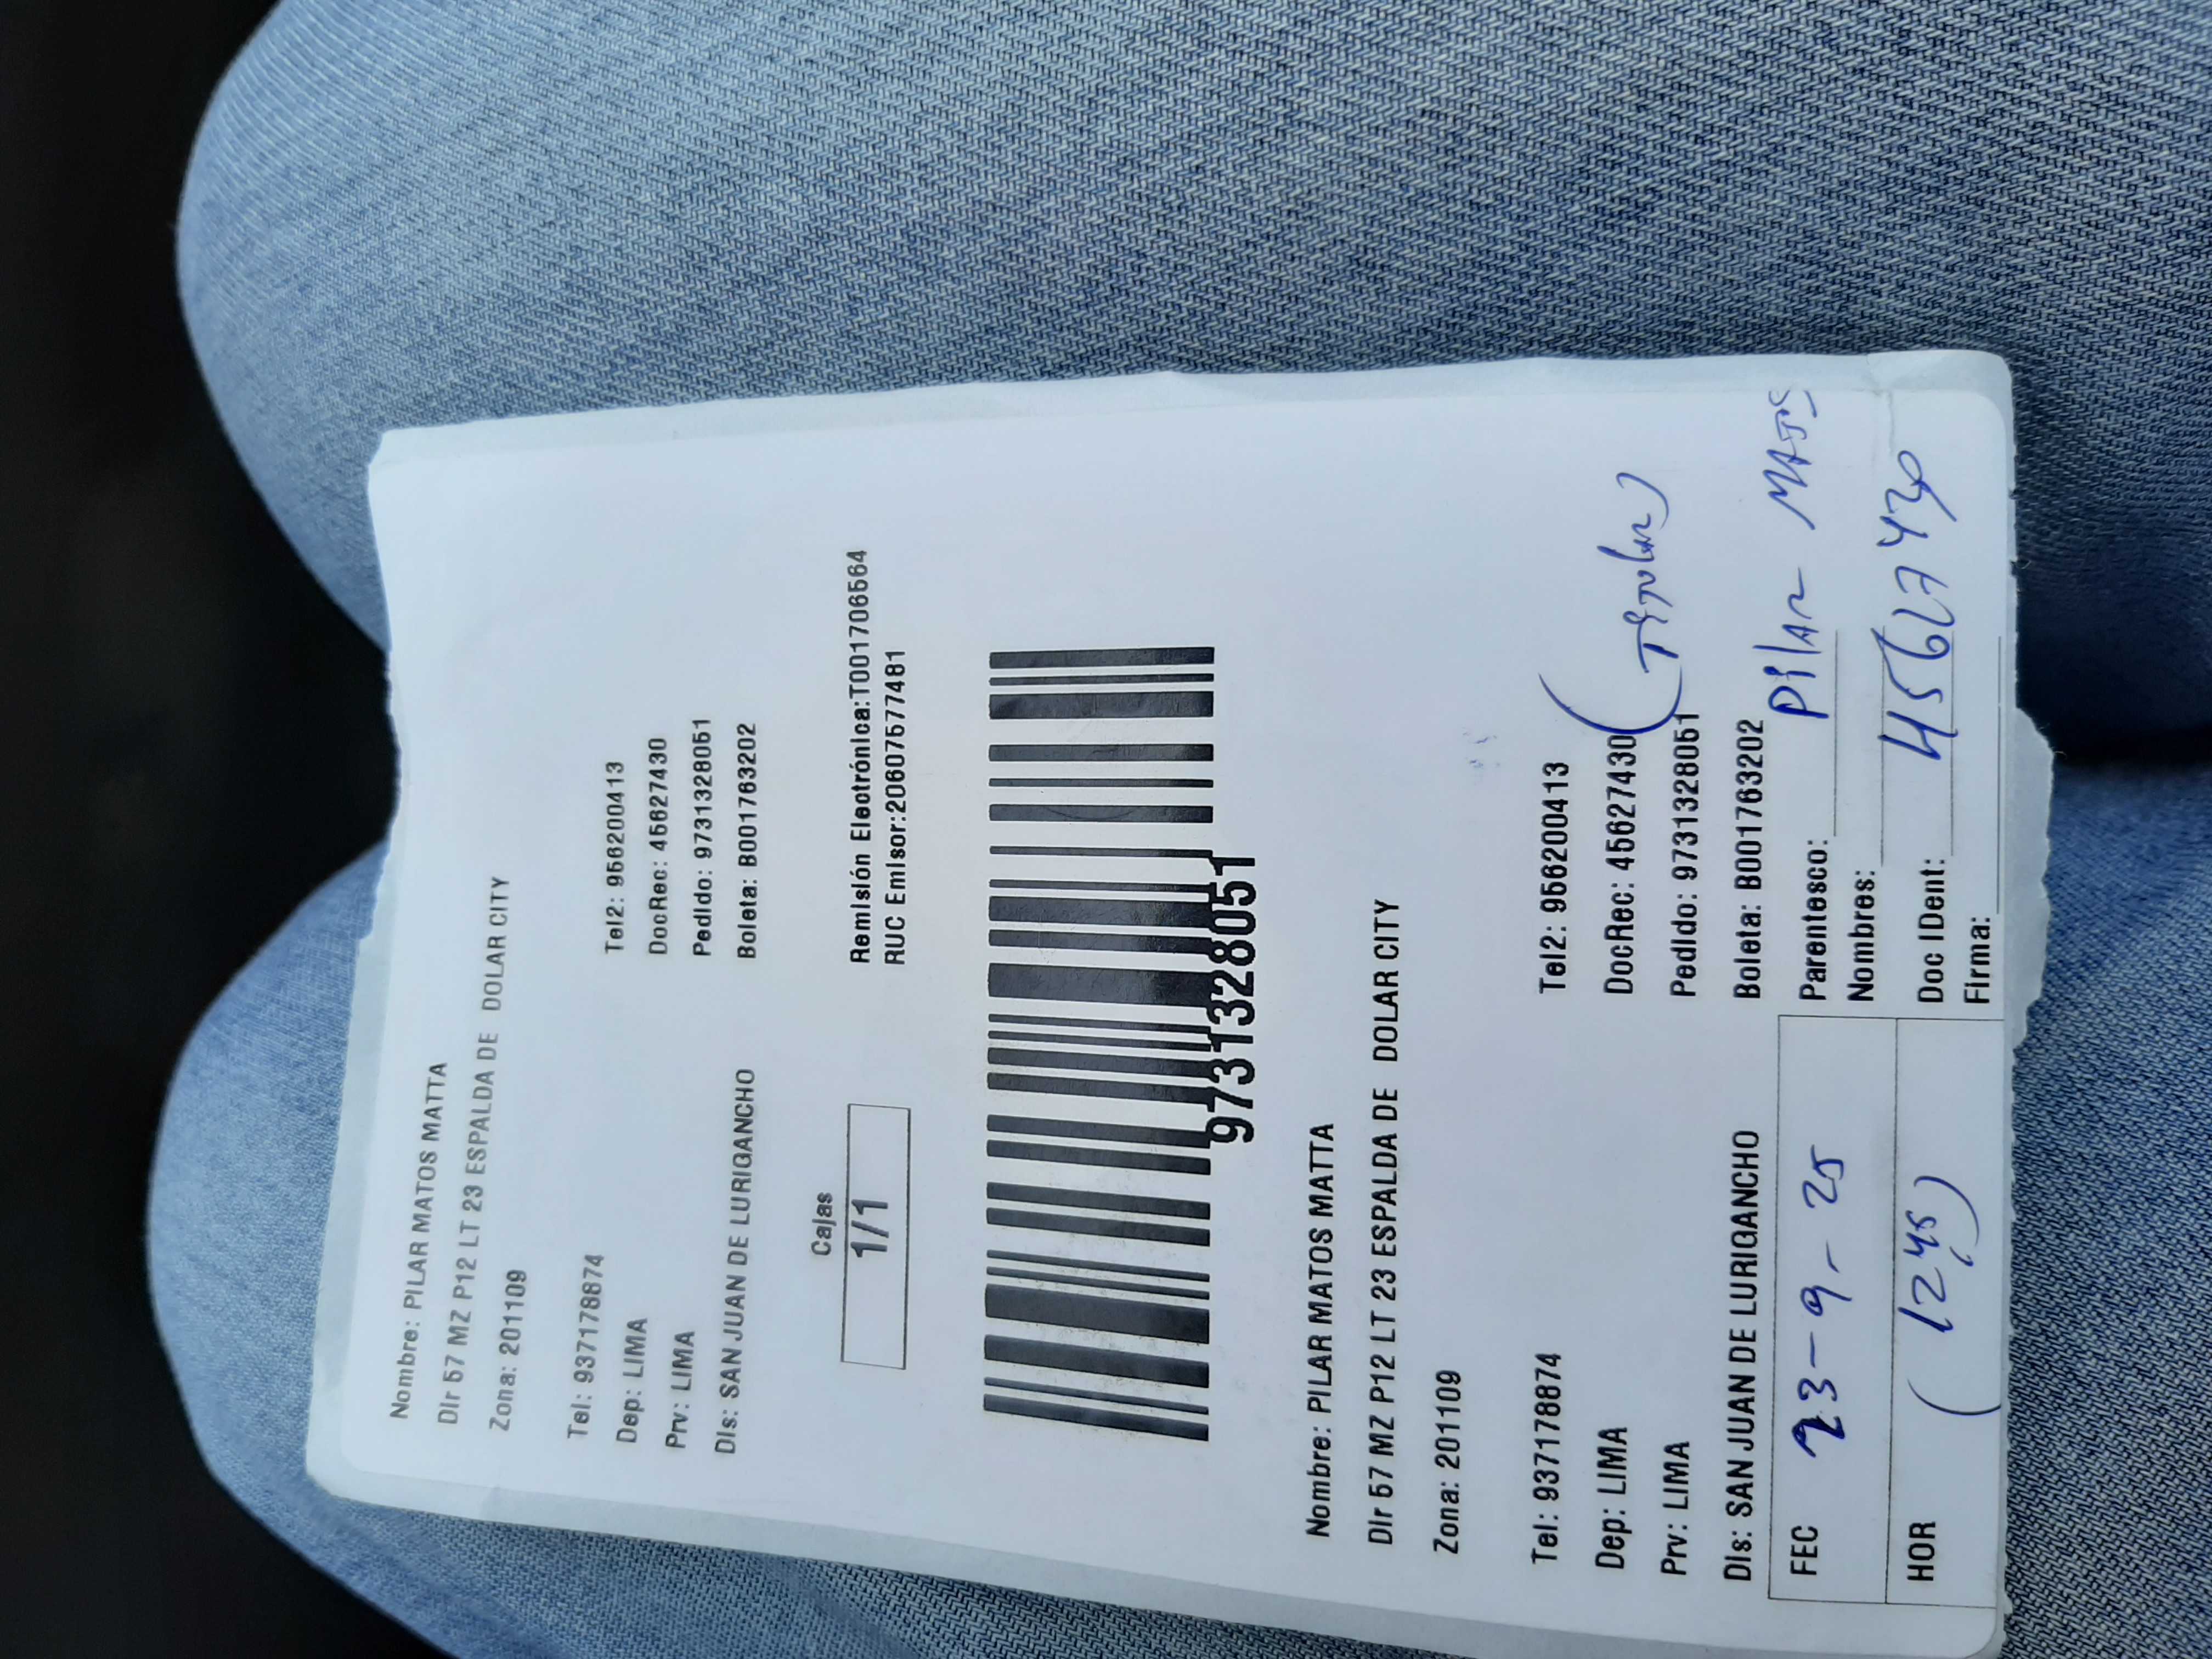 Nombre: PILAR MATOS MATTA
Dir 57 MZ P12 LT 23 ESPALDA DE DOLAR CITY
Zona: 201109
Tel: 937178874 Tel2: 956200413
Dep: LIMA DocRec: 45627430
Prv: LIMA Pedido: 9731328051
Dis: SAN JUAN DE LURIGANCHO Boleta: B001763202
Cajas
1/1
Remisión Electrónica:T001706564
RUC Emisor:20607577481
9731328051
Nombre: PILAR MATOS MATTA
Dir 57 MZ P12 LT 23 ESPALDA DE DOLAR CITY
Zona: 201109
Tel: 937178874 Tel2: 956200413
Dep: LIMA DocRec: 45627430 (Titular)
Prv: LIMA Pedido: 9731328051
Dis: SAN JUAN DE LURIGANCHO Boleta: B001763202
FEC 23-9-25 Parentesco: Pilar Matos
Nombres: 45627430
HOR (12:45) Doc IDent:
Firma: